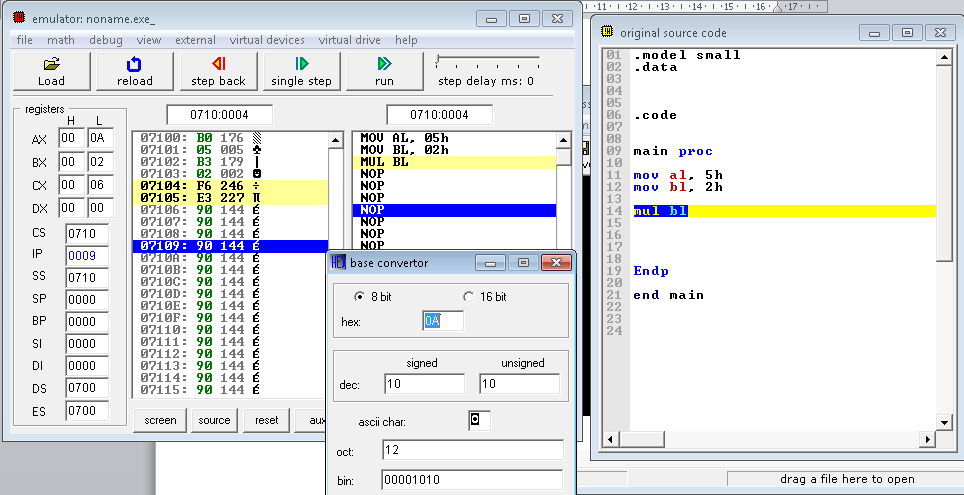 ·11·12·13·14·15·16·17·
emulator: noname.exe_
file math debug view external virtual devices virtual drive help
Load reload step back single step run step delay ms: 0
registers
H L
AX 00 0A
BX 00 02
CX 00 06
DX 00 00
CS 0710
IP 0009
SS 0710
SP 0000
BP 0000
SI 0000
DI 0000
DS 0700
ES 0700
0710:0004
07100: B0 176
07101: 05 005 ♣
07102: B3 179 |
07103: 02 002
07104: F6 246 ÷
07105: E3 227 π
07106: 90 144 É
07107: 90 144 É
07108: 90 144 É
07109: 90 144 É
0710A: 90 144 É
0710B: 90 144 É
0710C: 90 144 É
0710D: 90 144 É
0710E: 90 144 É
0710F: 90 144 É
07110: 90 144 É
07111: 90 144 É
07112: 90 144 É
07113: 90 144 É
07114: 90 144 É
07115: 90 144 É
0710:0004
MOV AL, 05h
MOV BL, 02h
MUL BL
NOP
NOP
NOP
NOP
NOP
NOP
NOP
screen source reset aux
base convertor
8 bit 16 bit
hex: 0A
signed unsigned
dec: 10 10
ascii char:
oct: 12
bin: 00001010
original source code
01 .model small
02 .data
03
04
05
06 .code
07
08
09 main proc
10
11 mov al, 5h
12 mov bl, 2h
13
14 mul bl
15
16
17
18
19 Endp
20
21 end main
22
23
24
drag a file here to open